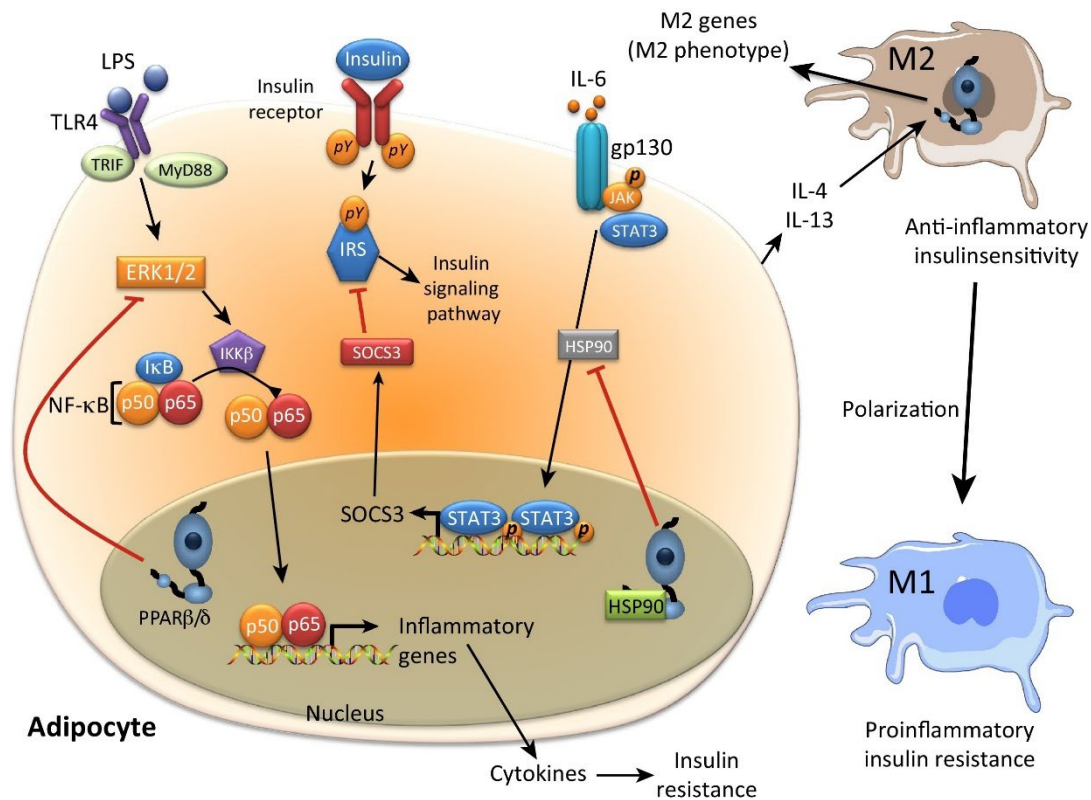 LPS
TLR4
TRIF
MyD88
ERK1/2
IKKβ
IκB
NF-κB
p50
p65
p50
p65
Insulin
Insulin
receptor
pY
pY
pY
IRS
Insulin
signaling
pathway
SOCS3
SOCS3
IL-6
gp130
p
JAK
STAT3
HSP90
STAT3
STAT3
p
p
HSP90
PPARβ/δ
p50
p65
Inflammatory
genes
Nucleus
Adipocyte
Cytokines
Insulin
resistance
M2 genes
(M2 phenotype)
M2
IL-4
IL-13
Anti-inflammatory
insulinsensitivity
Polarization
M1
Proinflammatory
insulin resistance